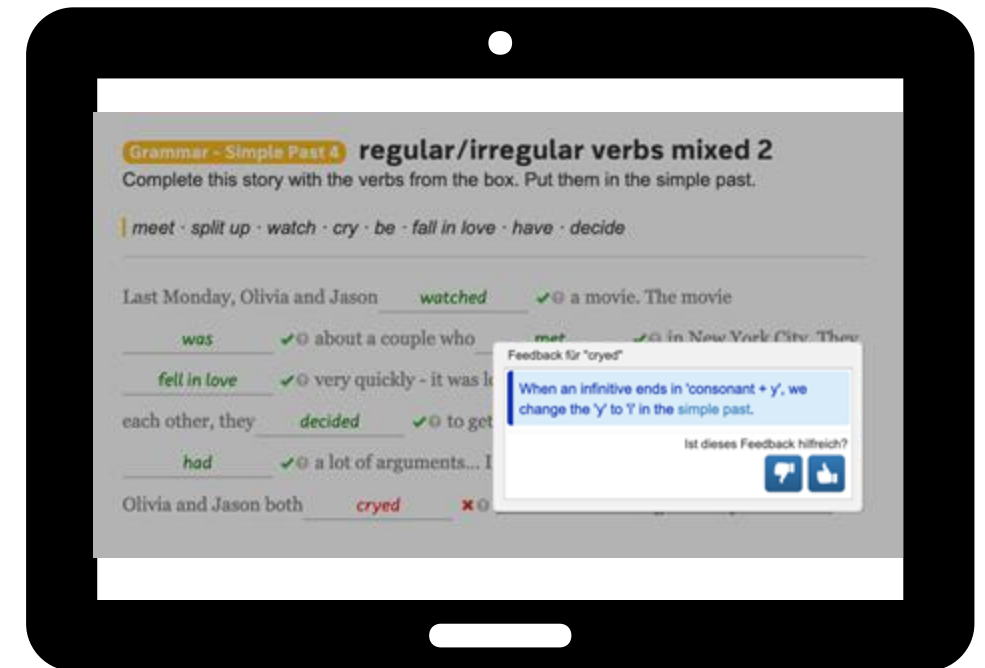 Grammar - Simple Past 4 regular/irregular verbs mixed 2
Complete this story with the verbs from the box. Put them in the simple past.
meet · split up · watch · cry · be · fall in love · have · decide
Last Monday, Olivia and Jason watched a movie. The movie
was about a couple who met in New York City. They
fell in love very quickly - it was
each other, they decided to get
had a lot of arguments...
Olivia and Jason both cryed
Feedback für "cryed"
When an infinitive ends in 'consonant + y', we
change the 'y' to 'i' in the simple past.
Ist dieses Feedback hilfreich?